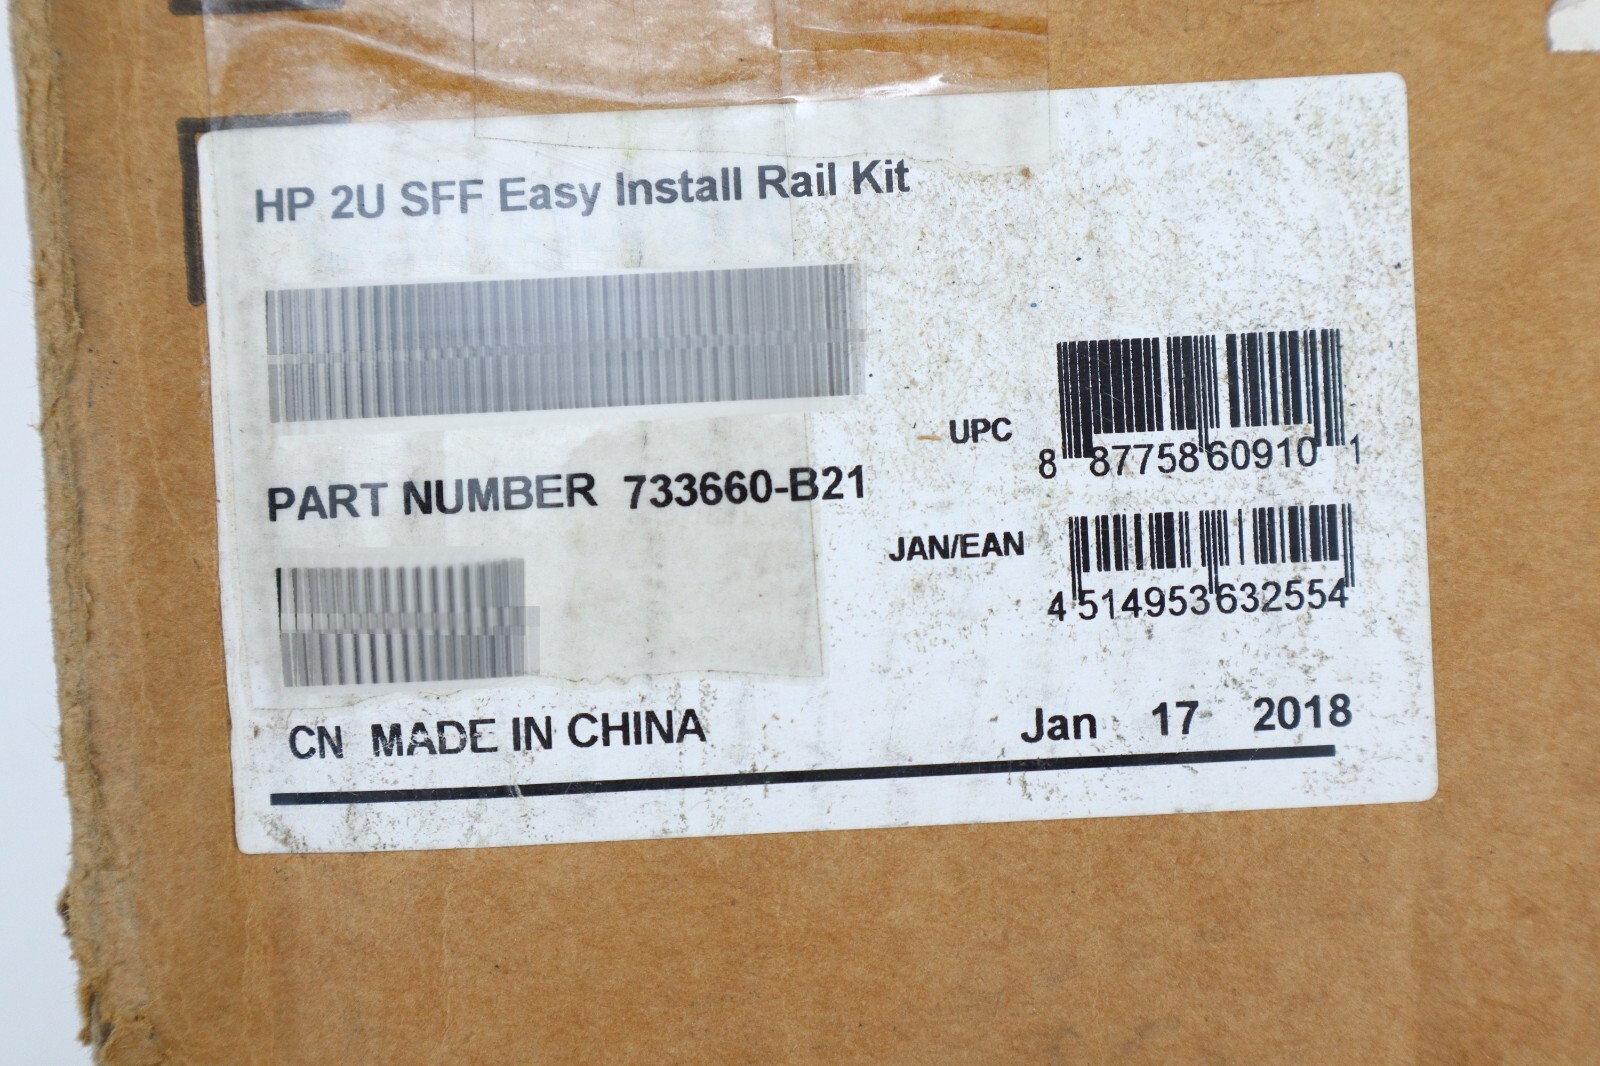 HP 2U SFF Easy Install Rail Kit
PART NUMBER 733660-B21
UPC
8 87758 60910 1
JAN/EAN
4 514953 632554
CN MADE IN CHINA
Jan 17 2018